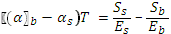 〖(α〗_b − α_s)T = S_s/E_s − S_b/E_b